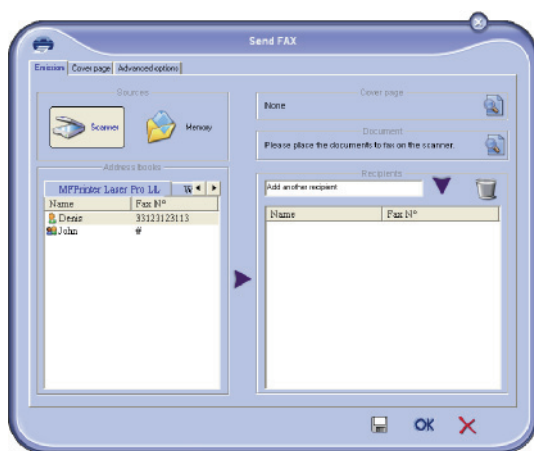 Send FAX
Emission Cover page Advanced options
Sources
Scanner Memory
Cover page
None
Document
Please place the documents to fax on the scanner.
Address Books
MFPrinter Laser Pro LL
Name Fax N°
Denis 33123123113
John #
Recipients
Add another recipient
Name Fax N°
OK